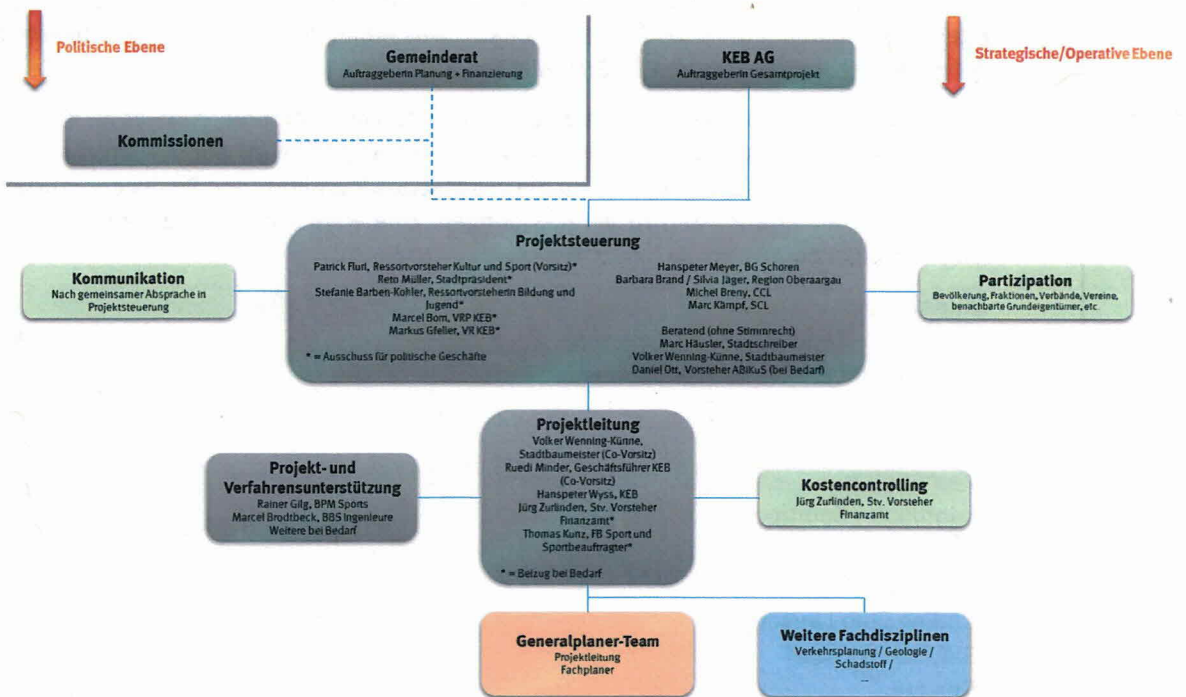 Politische Ebene
Gemeinderat
Auftraggeberin Planung + Finanzierung
KEB AG
Auftraggeberin Gesamtprojekt
Strategische/Operative Ebene
Kommissionen
Projektsteuerung
Patrick Fluri, Ressortvorsteher Kultur und Sport (Vorsitz)*
Reto Müller, Stadtpräsident*
Stefanie Barben-Kohler, Ressortvorsteherin Bildung und
Jugend*
Marcel Bom, VRP KEB*
Markus Gfeller, VR KEB*
* = Ausschuss für politische Geschäfte
Hanspeter Meyer, BG Schoren
Barbara Brand / Silvia Jäger, Region Oberaargau
Michel Breny, CCL
Marc Kämpf, SCL
Beratend (ohne Stimmrecht)
Marc Häusler, Stadtschreiber
Volker Wenning-Künne, Stadtbaumeister
Daniel Ott, Vorsteher ABiKuS (bei Bedarf)
Kommunikation
Nach gemeinsamer Absprache in
Projektsteuerung
Partizipation
Bevölkerung, Fraktionen, Verbände, Vereine,
benachbarte Grundeigentümer, etc.
Projektleitung
Volker Wenning-Künne,
Stadtbaumeister (Co-Vorsitz)
Ruedi Minder, Geschäftsführer KEB
(Co-Vorsitz)
Hanspeter Wyss, KEB
Jürg Zurlinden, Stv. Vorsteher
Finanzamt*
Thomas Kunz, FB Sport und
Sportbeauftragter*
* = Beizug bei Bedarf
Projekt- und
Verfahrensunterstützung
Rainer Gilg, BPM Sports
Marcel Brodtbeck, BBS Ingenieure
Weitere bei Bedarf
Kostencontrolling
Jürg Zurlinden, Stv. Vorsteher
Finanzamt
Generalplaner-Team
Projektleitung
Fachplaner
Weitere Fachdisziplinen
Verkehrsplanung / Geologie /
Schadstoff /
...